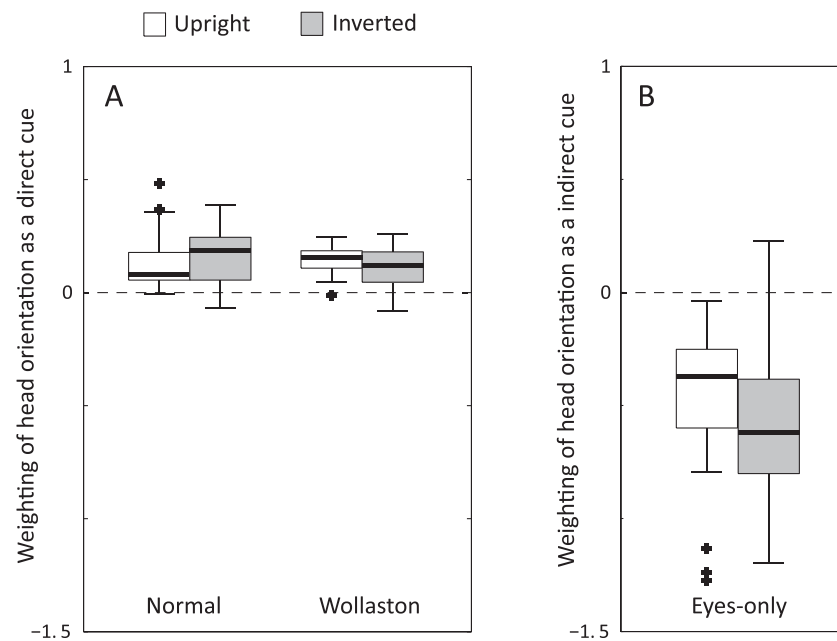 Upright Inverted
A
Weighting of head orientation as a direct cue
1
0
−1.5
Normal Wollaston
B
Weighting of head orientation as a indirect cue
1
0
−1.5
Eyes-only